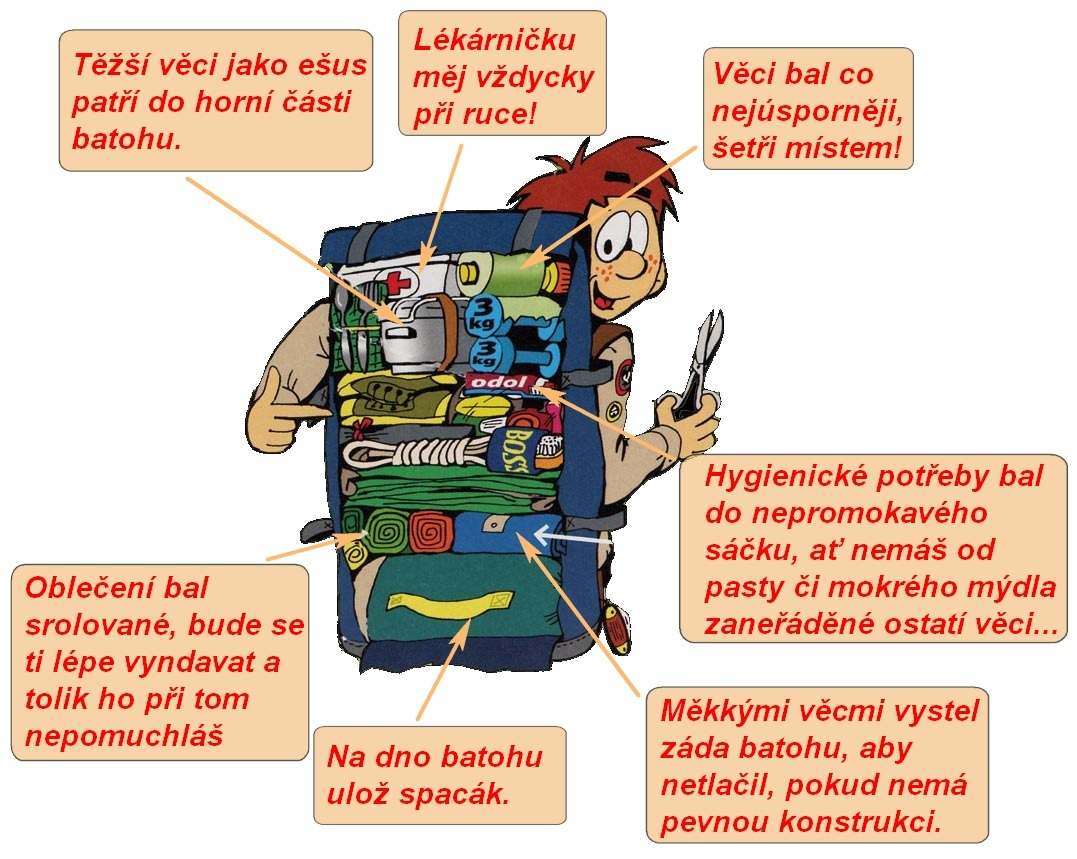 Těžší věci jako ešus
patří do horní části
batohu.
Lékárničku
měj vždycky
při ruce!
Věci bal co
nejúsporněji,
šetři místem!
3
kg
3
kg
odol
BOSS
Hygienické potřeby bal
do nepromokavého
sáčku, ať nemáš od
pasty či mokrého mýdla
zaneřáděné ostatí věci...
Oblečení bal
srolované, bude se
ti lépe vyndavat a
tolik ho při tom
nepomuchláš
Na dno batohu
ulož spacák.
Měkkými věcmi vystel
záda batohu, aby
netlačil, pokud nemá
pevnou konstrukci.